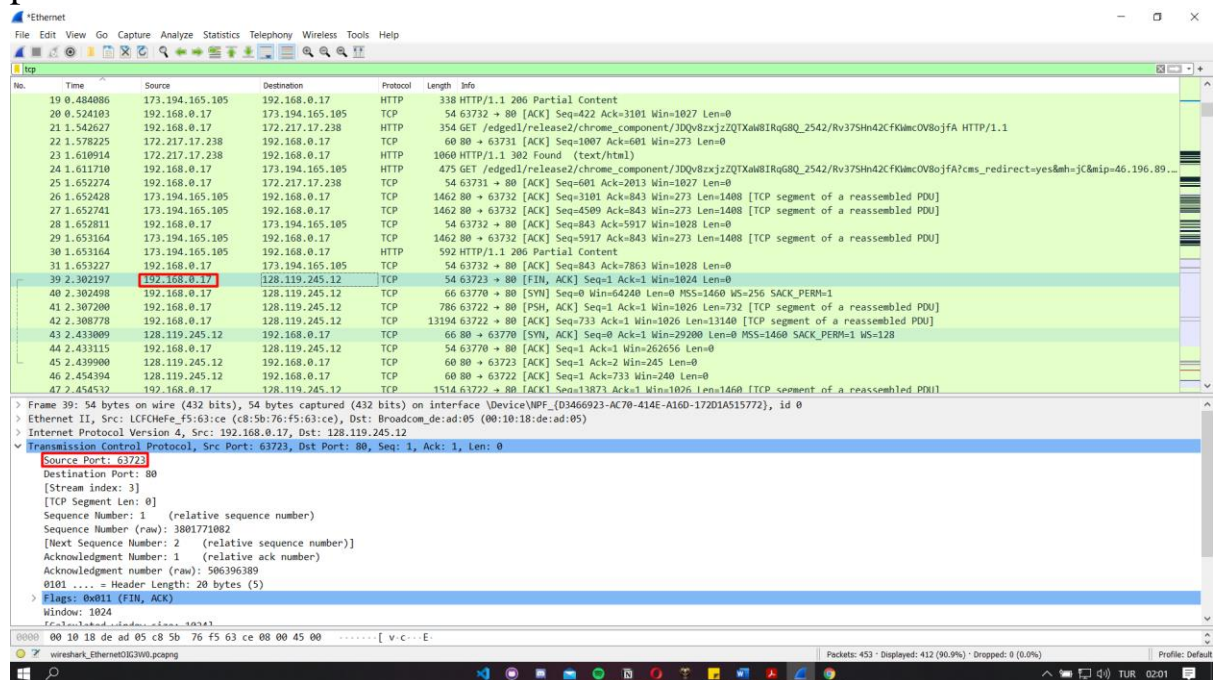 *Ethernet
File Edit View Go Capture Analyze Statistics Telephony Wireless Tools Help
tcp
No. Time Source Destination Protocol Length Info
19 0.484086 173.194.165.105 192.168.0.17 HTTP 338 HTTP/1.1 206 Partial Content
20 0.524103 192.168.0.17 173.194.165.105 TCP 54 63732 → 80 [ACK] Seq=422 Ack=3101 Win=1027 Len=0
21 1.542627 192.168.0.17 172.217.17.238 HTTP 354 GET /edgedl/release2/chrome_component/JDQv8zxjzZQTXaW8IRqG8Q_2542/Rv37SHn42CfKWmcOV8ojfA HTTP/1.1
22 1.578225 172.217.17.238 192.168.0.17 TCP 60 80 → 63731 [ACK] Seq=1007 Ack=601 Win=273 Len=0
23 1.610914 172.217.17.238 192.168.0.17 HTTP 1060 HTTP/1.1 302 Found (text/html)
24 1.611710 192.168.0.17 173.194.165.105 HTTP 475 GET /edgedl/release2/chrome_component/JDQv8zxjzZQTXaW8IRqG8Q_2542/Rv37SHn42CfKWmcOV8ojfA?cms_redirect=yes&mh=jC&mip=46.196.89....
25 1.652274 192.168.0.17 172.217.17.238 TCP 54 63731 → 80 [ACK] Seq=601 Ack=2013 Win=1027 Len=0
26 1.652428 173.194.165.105 192.168.0.17 TCP 1462 80 → 63732 [ACK] Seq=3101 Ack=843 Win=273 Len=1408 [TCP segment of a reassembled PDU]
27 1.652741 173.194.165.105 192.168.0.17 TCP 1462 80 → 63732 [ACK] Seq=4509 Ack=843 Win=273 Len=1408 [TCP segment of a reassembled PDU]
28 1.652811 192.168.0.17 173.194.165.105 TCP 54 63732 → 80 [ACK] Seq=843 Ack=5917 Win=1028 Len=0
29 1.653164 173.194.165.105 192.168.0.17 TCP 1462 80 → 63732 [ACK] Seq=5917 Ack=843 Win=273 Len=1408 [TCP segment of a reassembled PDU]
30 1.653164 173.194.165.105 192.168.0.17 HTTP 592 HTTP/1.1 206 Partial Content
31 1.653227 192.168.0.17 173.194.165.105 TCP 54 63732 → 80 [ACK] Seq=843 Ack=7863 Win=1028 Len=0
39 2.302197 192.168.0.17 128.119.245.12 TCP 54 63723 → 80 [FIN, ACK] Seq=1 Ack=1 Win=1024 Len=0
40 2.302498 192.168.0.17 128.119.245.12 TCP 66 63770 → 80 [SYN] Seq=0 Win=64240 Len=0 MSS=1460 WS=256 SACK_PERM=1
41 2.307200 192.168.0.17 128.119.245.12 TCP 786 63722 → 80 [PSH, ACK] Seq=1 Ack=1 Win=1026 Len=732 [TCP segment of a reassembled PDU]
42 2.308778 192.168.0.17 128.119.245.12 TCP 13194 63722 → 80 [ACK] Seq=733 Ack=1 Win=1026 Len=13140 [TCP segment of a reassembled PDU]
43 2.433009 128.119.245.12 192.168.0.17 TCP 66 80 → 63770 [SYN, ACK] Seq=0 Ack=1 Win=29200 Len=0 MSS=1460 SACK_PERM=1 WS=128
44 2.433115 192.168.0.17 128.119.245.12 TCP 54 63770 → 80 [ACK] Seq=1 Ack=1 Win=262656 Len=0
45 2.439900 128.119.245.12 192.168.0.17 TCP 60 80 → 63723 [ACK] Seq=1 Ack=2 Win=245 Len=0
46 2.454394 128.119.245.12 192.168.0.17 TCP 60 80 → 63722 [ACK] Seq=1 Ack=733 Win=240 Len=0
47 2.454532 192.168.0.17 128.119.245.12 TCP 1514 63722 → 80 [ACK] Seq=13873 Ack=1 Win=1026 Len=1460 [TCP segment of a reassembled PDU]
> Frame 39: 54 bytes on wire (432 bits), 54 bytes captured (432 bits) on interface \Device\NPF_{D3466923-AC70-414E-A16D-172D1A515772}, id 0
> Ethernet II, Src: LCFCHeFe_f5:63:ce (c8:5b:76:f5:63:ce), Dst: Broadcom_de:ad:05 (00:10:18:de:ad:05)
> Internet Protocol Version 4, Src: 192.168.0.17, Dst: 128.119.245.12
Transmission Control Protocol, Src Port: 63723, Dst Port: 80, Seq: 1, Ack: 1, Len: 0
Source Port: 63723
Destination Port: 80
[Stream index: 3]
[TCP Segment Len: 0]
Sequence Number: 1 (relative sequence number)
Sequence Number (raw): 3801771082
[Next Sequence Number: 2 (relative sequence number)]
Acknowledgment Number: 1 (relative ack number)
Acknowledgment number (raw): 506396389
0101 .... = Header Length: 20 bytes (5)
> Flags: 0x011 (FIN, ACK)
Window: 1024
[Calculated window size: 1024]
0000 00 10 18 de ad 05 c8 5b 76 f5 63 ce 08 00 45 00 ·······[ v·c···E·
wireshark_EthernetOIG3W0.pcapng Packets: 453 · Displayed: 412 (90.9%) · Dropped: 0 (0.0%) Profile: Default
TUR 02:01